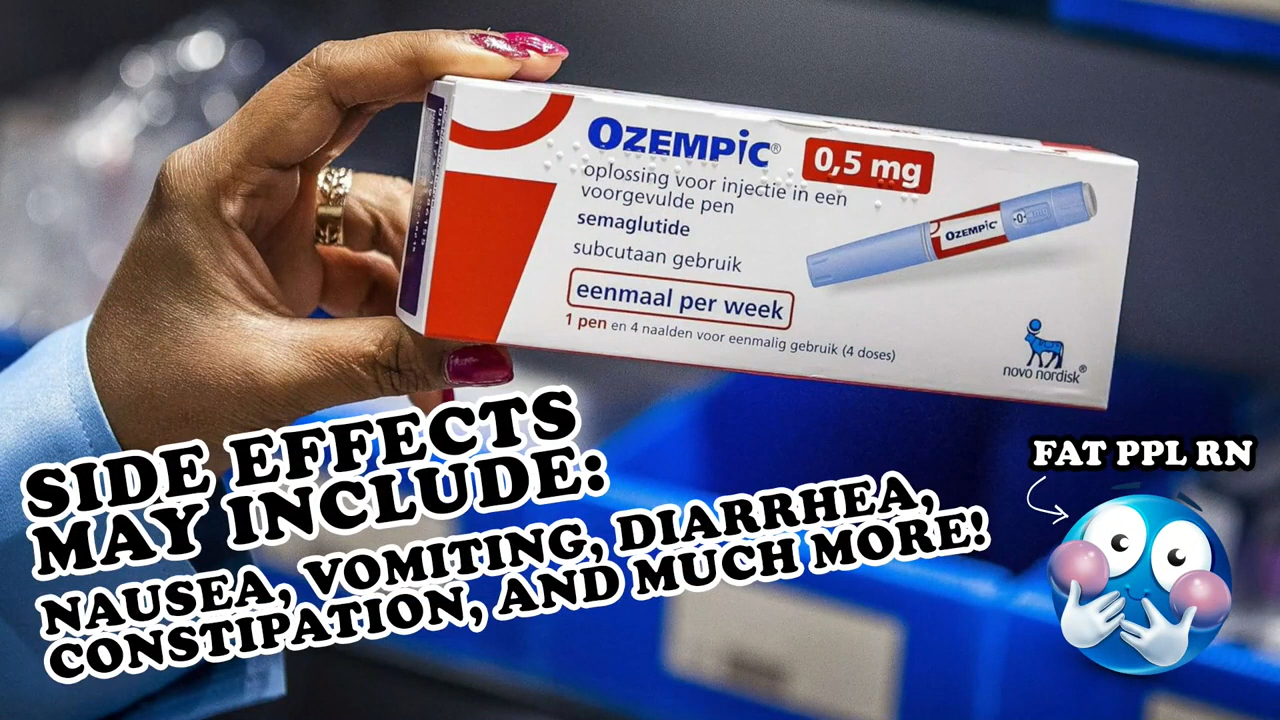 OZEMPIC®
0,5 mg
oplossing voor injectie in een
voorgevulde pen
semaglutide
subcutaan gebruik
eenmaal per week
1 pen en 4 naalden voor eenmalig gebruik (4 doses)
OZEMPIC®
novo nordisk®
SIDE EFFECTS
MAY INCLUDE:
NAUSEA, VOMITING, DIARRHEA,
CONSTIPATION, AND MUCH MORE!
FAT PPL RN